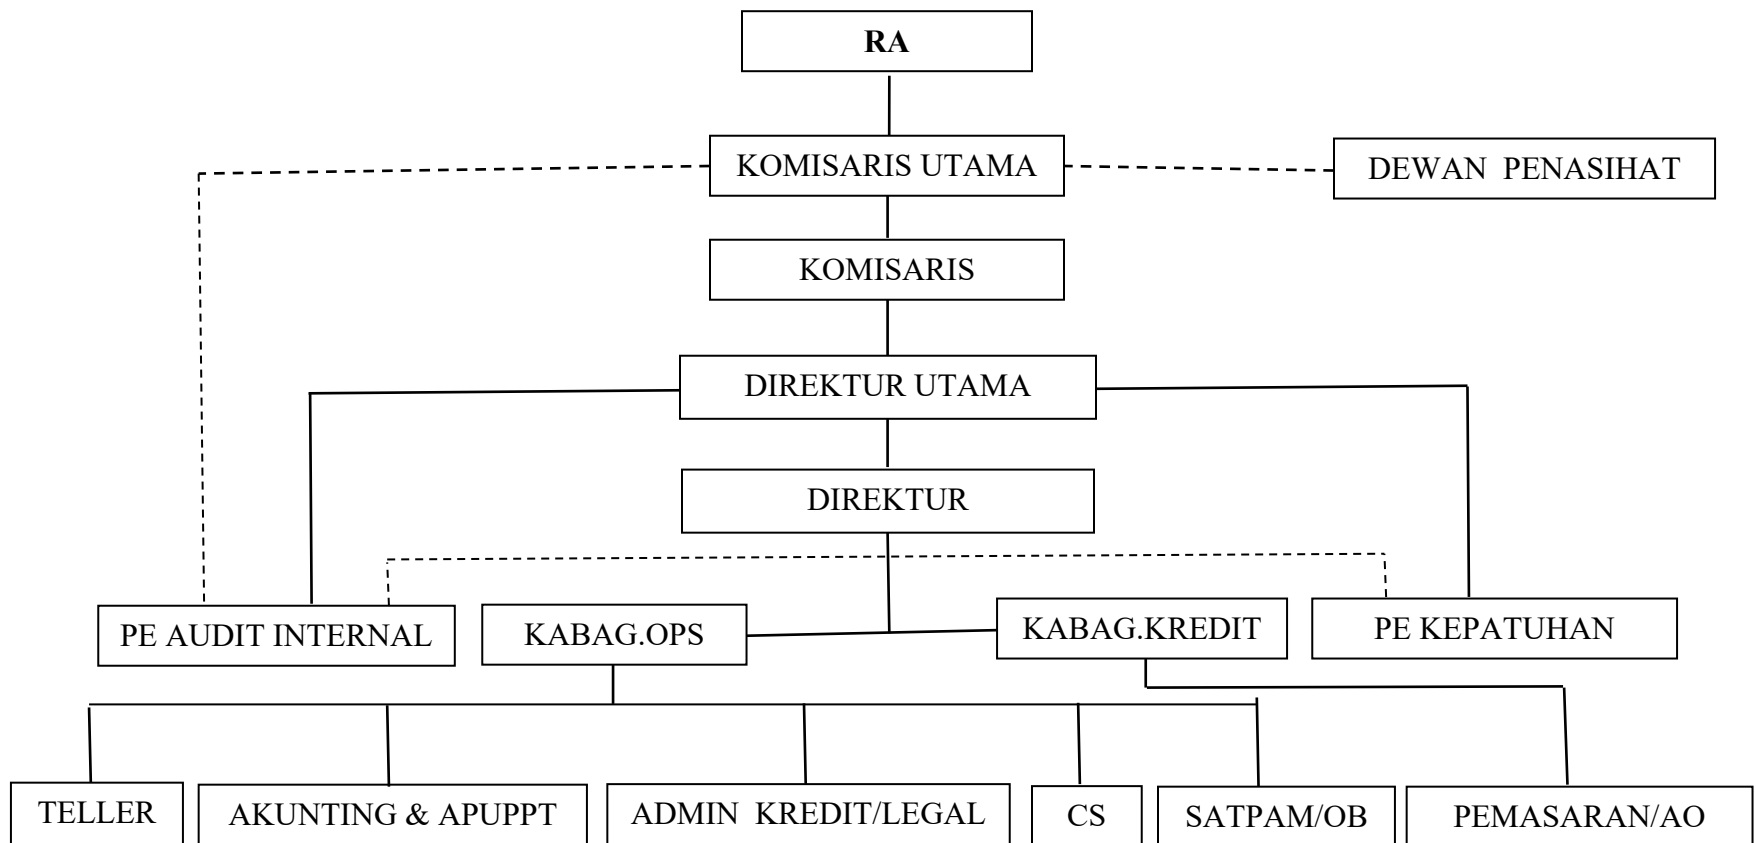 RA
KOMISARIS UTAMA
DEWAN PENASIHAT
KOMISARIS
DIREKTUR UTAMA
DIREKTUR
PE AUDIT INTERNAL
KABAG.OPS
KABAG.KREDIT
PE KEPATUHAN
TELLER
AKUNTING & APUPPT
ADMIN KREDIT/LEGAL
CS
SATPAM/OB
PEMASARAN/AO